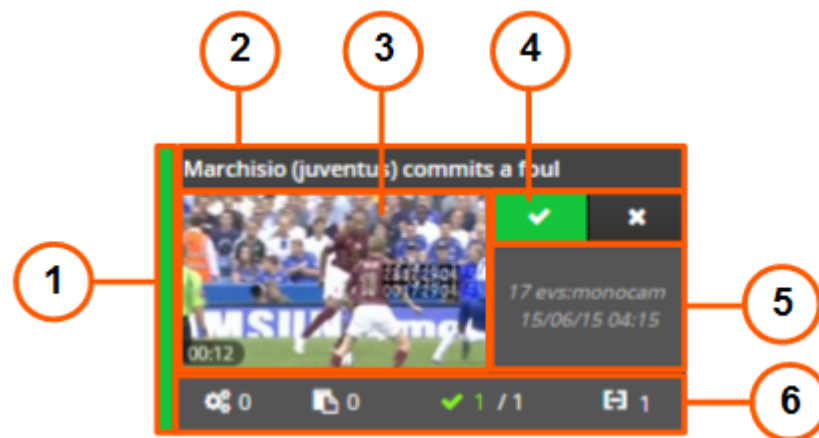 2 3 4
Marchisio (juventus) commits a foul
1
17 evs:monocam
15/06/15 04:15
5
SAMSUNG
00:12
0 0 1 / 1 1
6